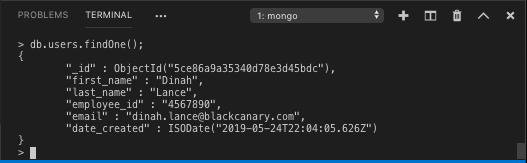 PROBLEMS TERMINAL ••• 1: mongo
> db.users.findOne();
{
"_id" : ObjectId("5ce86a9a35340d78e3d45bdc"),
"first_name" : "Dinah",
"last_name" : "Lance",
"employee_id" : "4567890",
"email" : "dinah.lance@blackcanary.com",
"date_created" : ISODate("2019-05-24T22:04:05.626Z")
}
>